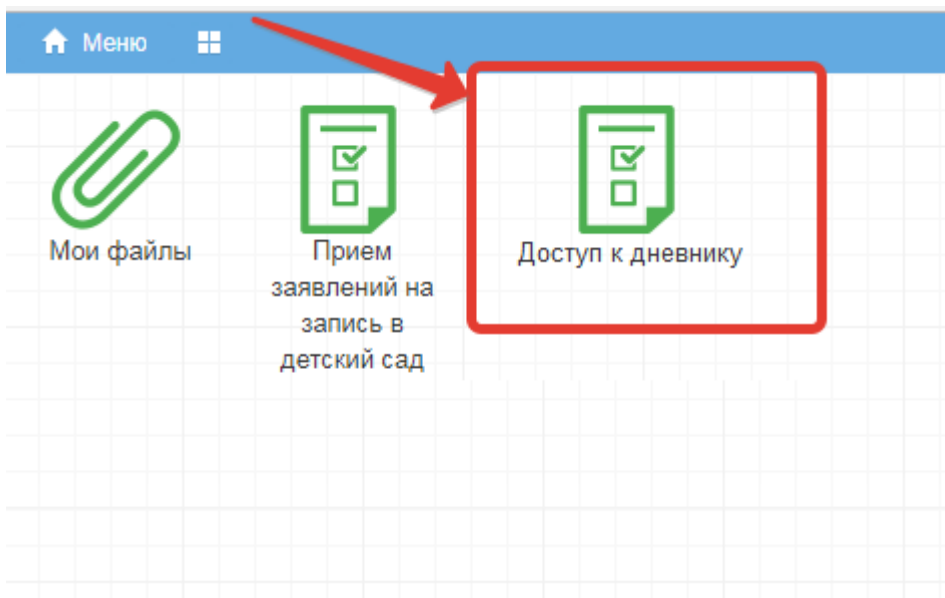 Меню
Мои файлы
Прием
заявлений на
запись в
детский сад
Доступ к дневнику